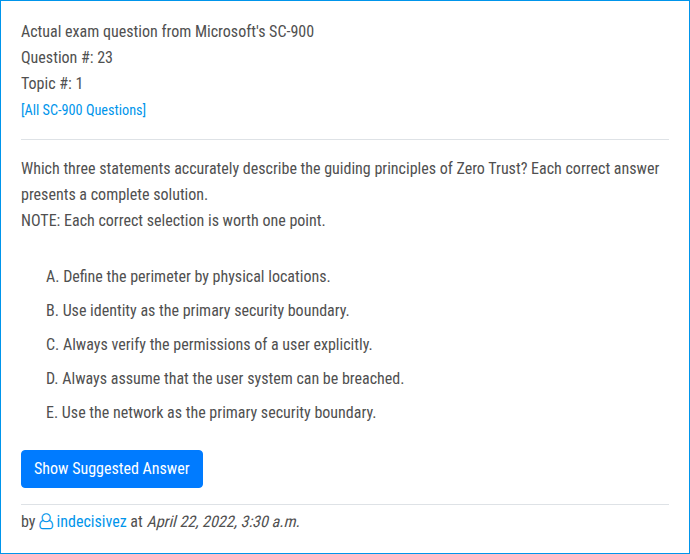 Actual exam question from Microsoft's SC-900
Question #: 23
Topic #: 1
[All SC-900 Questions]
Which three statements accurately describe the guiding principles of Zero Trust? Each correct answer
presents a complete solution.
NOTE: Each correct selection is worth one point.
A. Define the perimeter by physical locations.
B. Use identity as the primary security boundary.
C. Always verify the permissions of a user explicitly.
D. Always assume that the user system can be breached.
E. Use the network as the primary security boundary.
Show Suggested Answer
by indecisivez at April 22, 2022, 3:30 a.m.